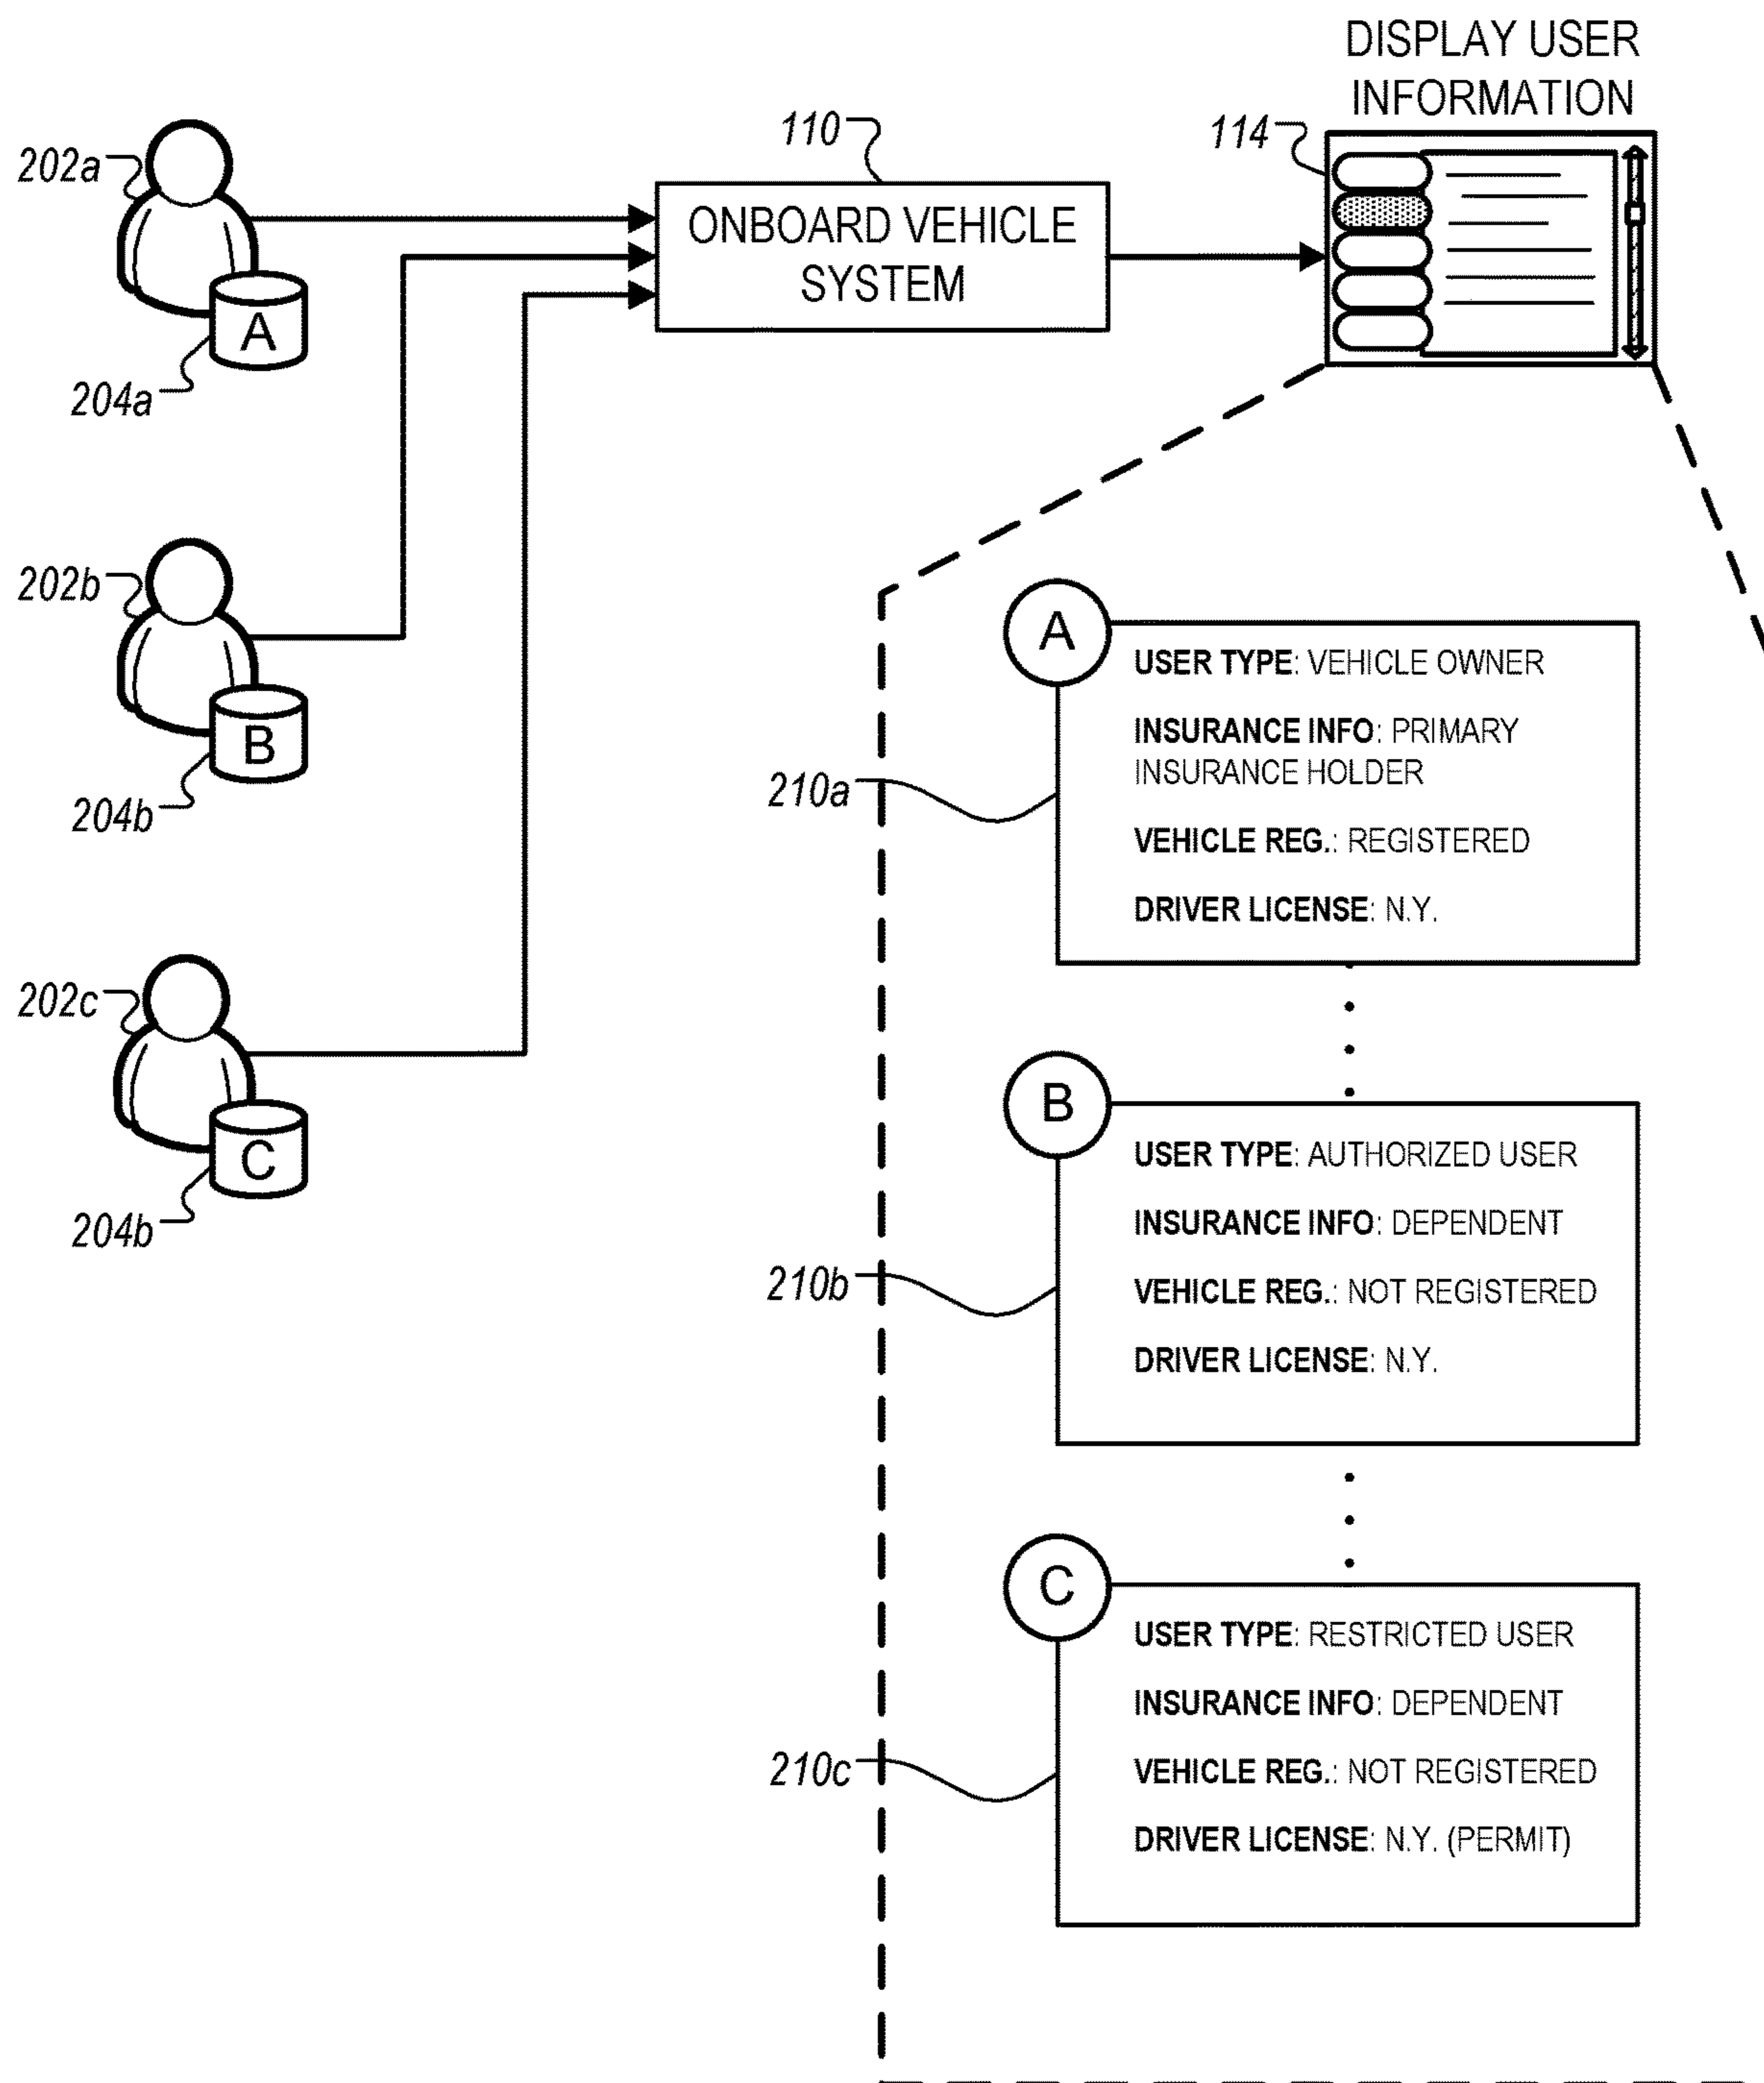 DISPLAY USER
INFORMATION
110
114
202a
ONBOARD VEHICLE
SYSTEM
A
204a
202b
B
204b
202c
C
204b
A
USER TYPE: VEHICLE OWNER
INSURANCE INFO: PRIMARY
INSURANCE HOLDER
210a
VEHICLE REG.: REGISTERED
DRIVER LICENSE: N.Y.
B
USER TYPE: AUTHORIZED USER
INSURANCE INFO: DEPENDENT
210b
VEHICLE REG.: NOT REGISTERED
DRIVER LICENSE: N.Y.
C
USER TYPE: RESTRICTED USER
INSURANCE INFO: DEPENDENT
210c
VEHICLE REG.: NOT REGISTERED
DRIVER LICENSE: N.Y. (PERMIT)